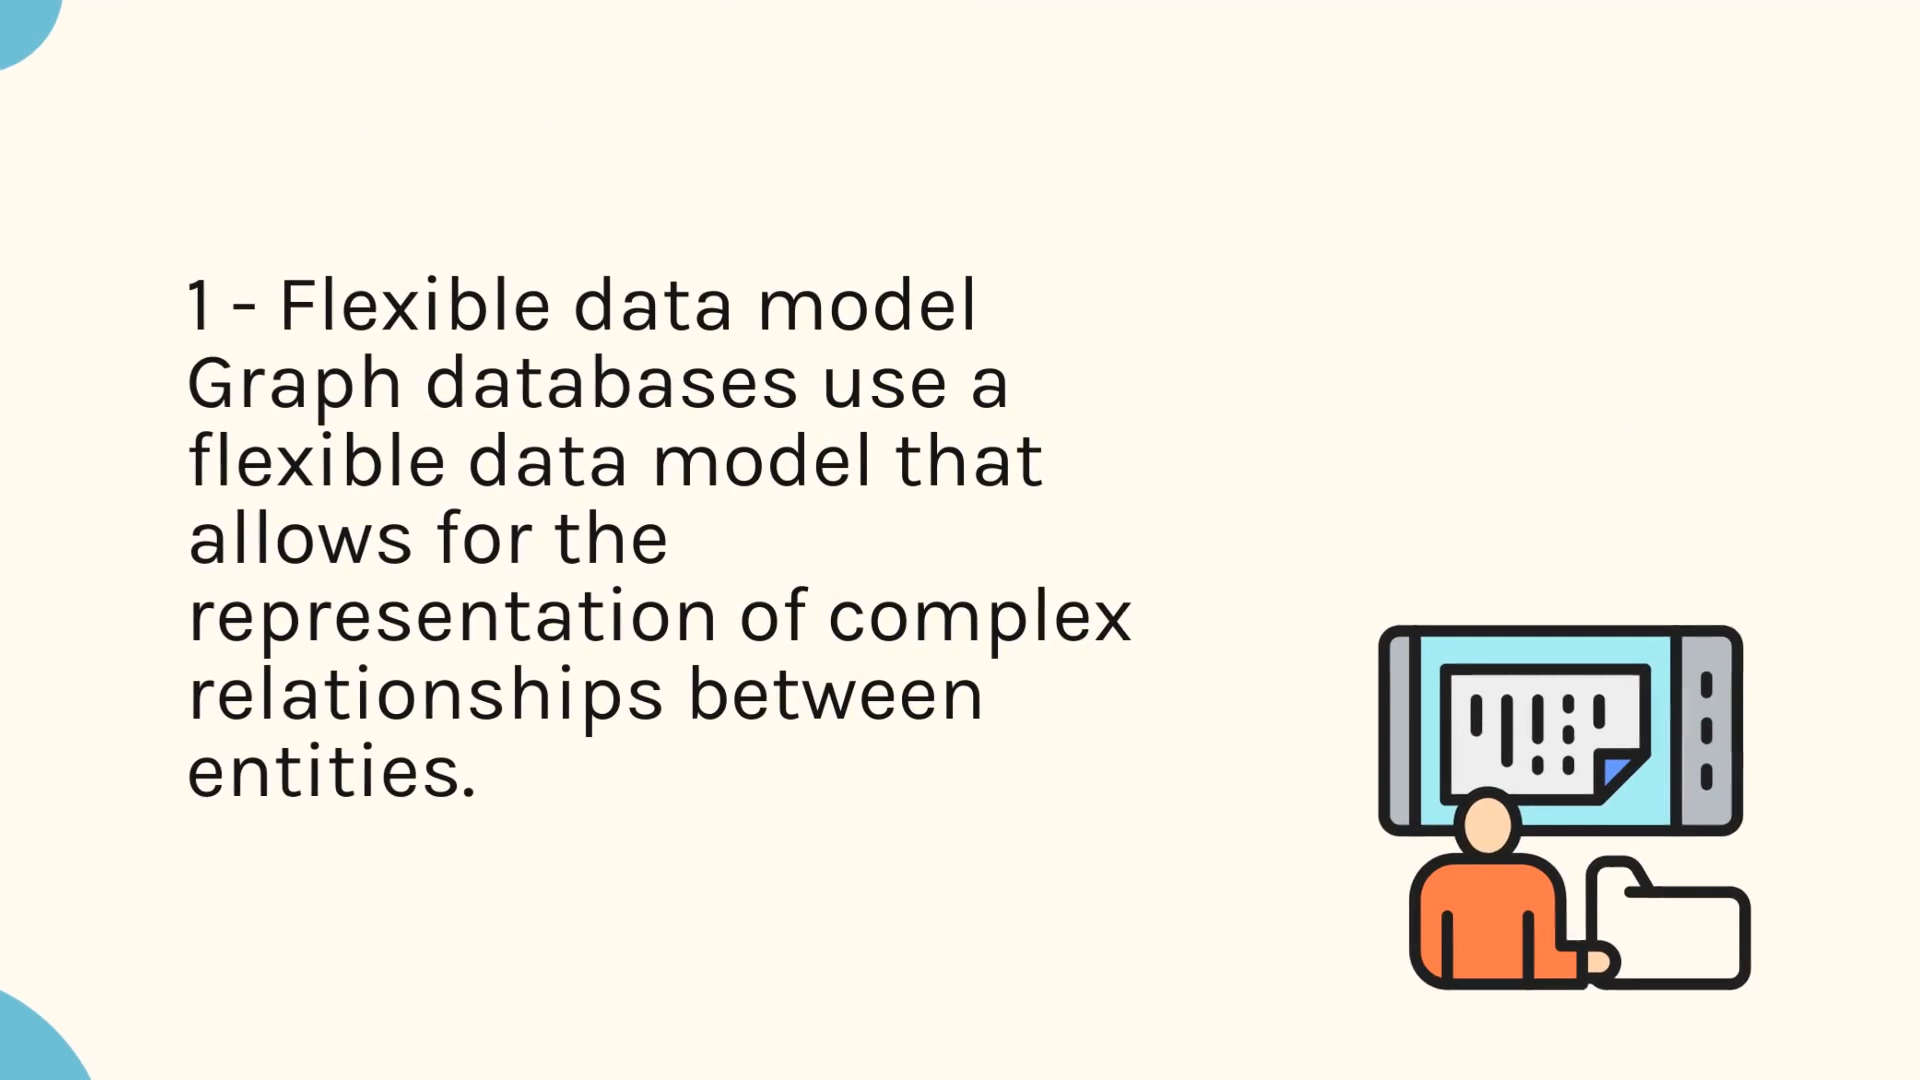 1 - Flexible data model
Graph databases use a
flexible data model that
allows for the
representation of complex
relationships between
entities.